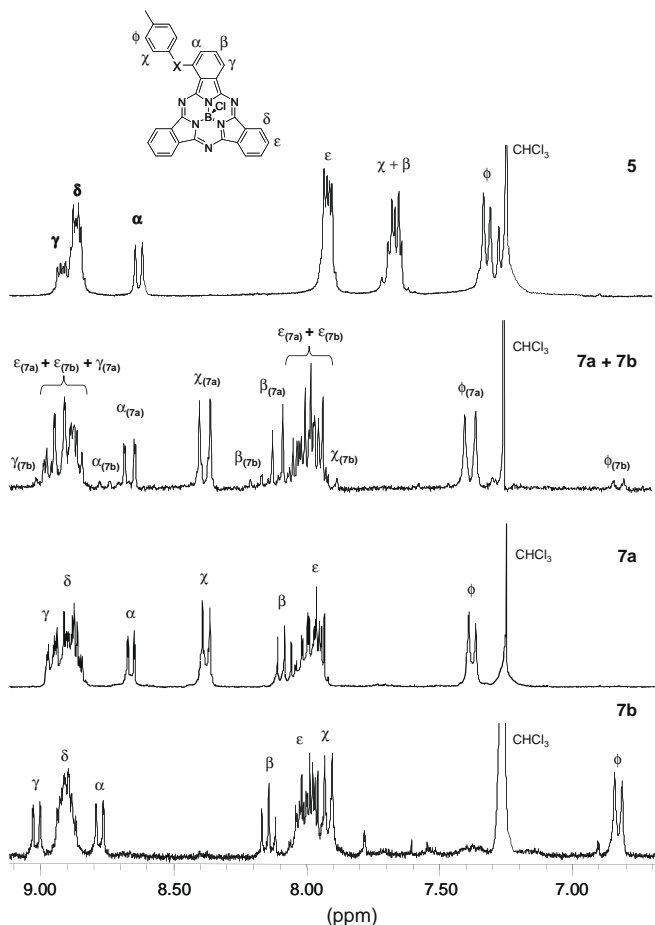 ϕ
χ
α
β
γ
X
N
N
Cl
B
N
N
N
N
δ
ε
5
γ
δ
α
ε
χ + β
ϕ
CHCl3
7a + 7b
ε(7a) + ε(7b) + γ(7a)
γ(7b)
α(7b)
α(7a)
χ(7a)
β(7b)
β(7a)
ε(7a) + ε(7b)
χ(7b)
ϕ(7a)
CHCl3
ϕ(7b)
7a
γ
δ
α
χ
β
ε
ϕ
CHCl3
7b
γ
δ
α
β
ε
χ
CHCl3
ϕ
9.00 8.50 8.00 7.50 7.00
(ppm)